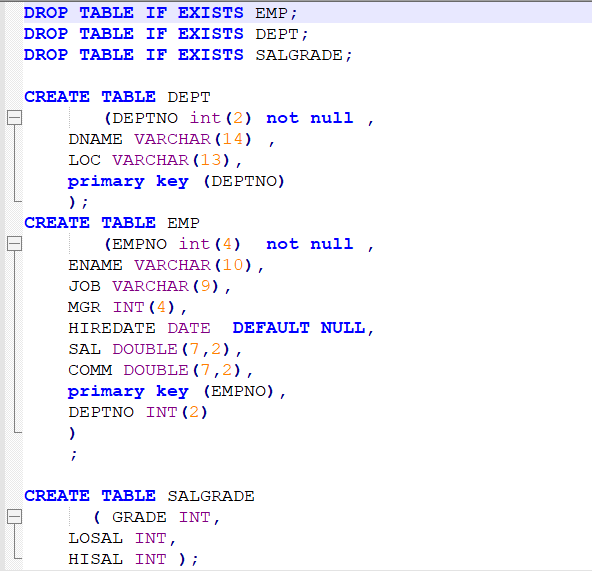 DROP TABLE IF EXISTS EMP;
DROP TABLE IF EXISTS DEPT;
DROP TABLE IF EXISTS SALGRADE;
CREATE TABLE DEPT
(DEPTNO int(2) not null ,
DNAME VARCHAR(14) ,
LOC VARCHAR(13),
primary key (DEPTNO)
);
CREATE TABLE EMP
(EMPNO int(4)  not null ,
ENAME VARCHAR(10),
JOB VARCHAR(9),
MGR INT(4),
HIREDATE DATE  DEFAULT NULL,
SAL DOUBLE(7,2),
COMM DOUBLE(7,2),
primary key (EMPNO),
DEPTNO INT(2)
)
;
CREATE TABLE SALGRADE
( GRADE INT,
LOSAL INT,
HISAL INT );